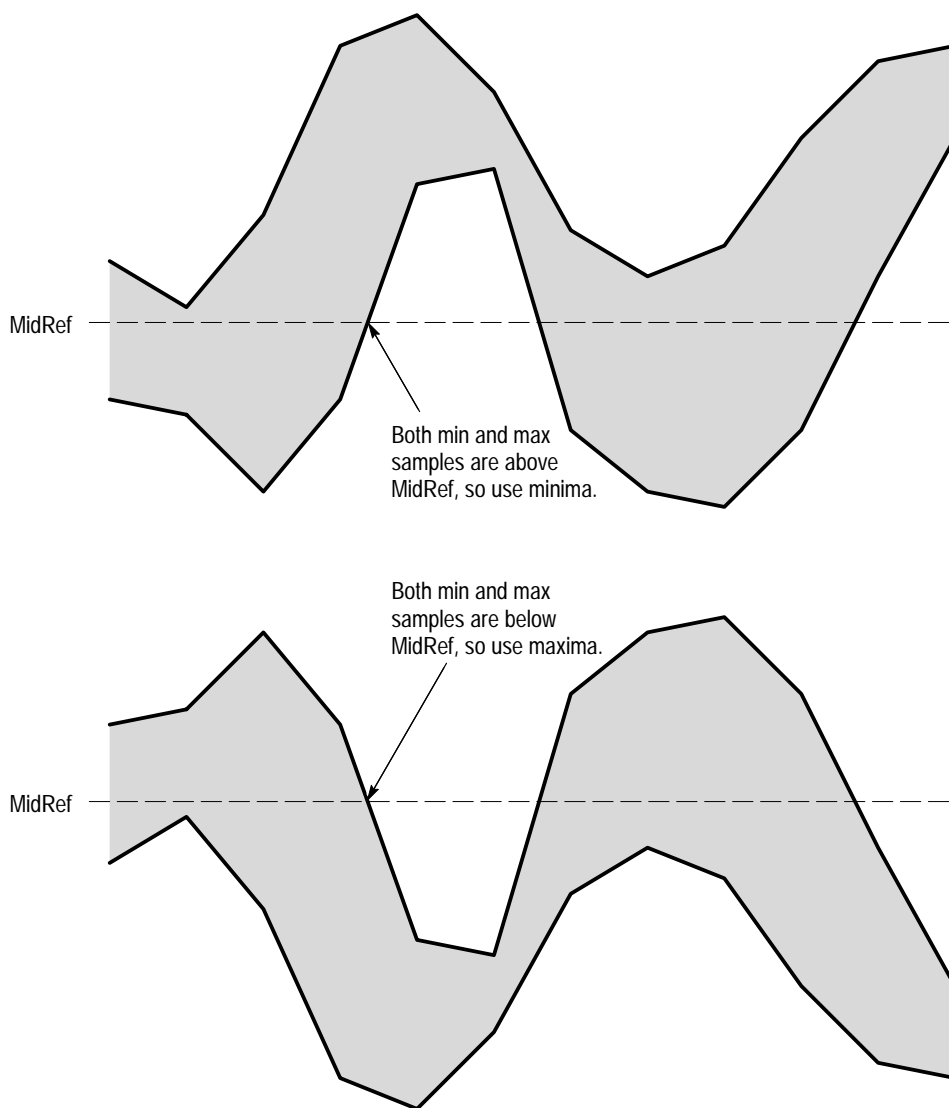 MidRef
Both min and max
samples are above
MidRef, so use minima.
Both min and max
samples are below
MidRef, so use maxima.
MidRef